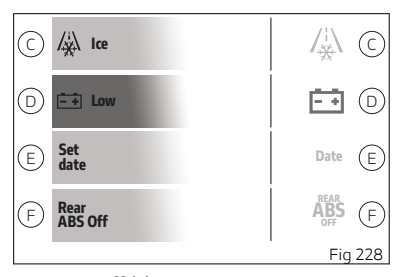 C Ice C
D Low D
E Set date Date E
F Rear ABS Off REAR ABS OFF F
Fig 228